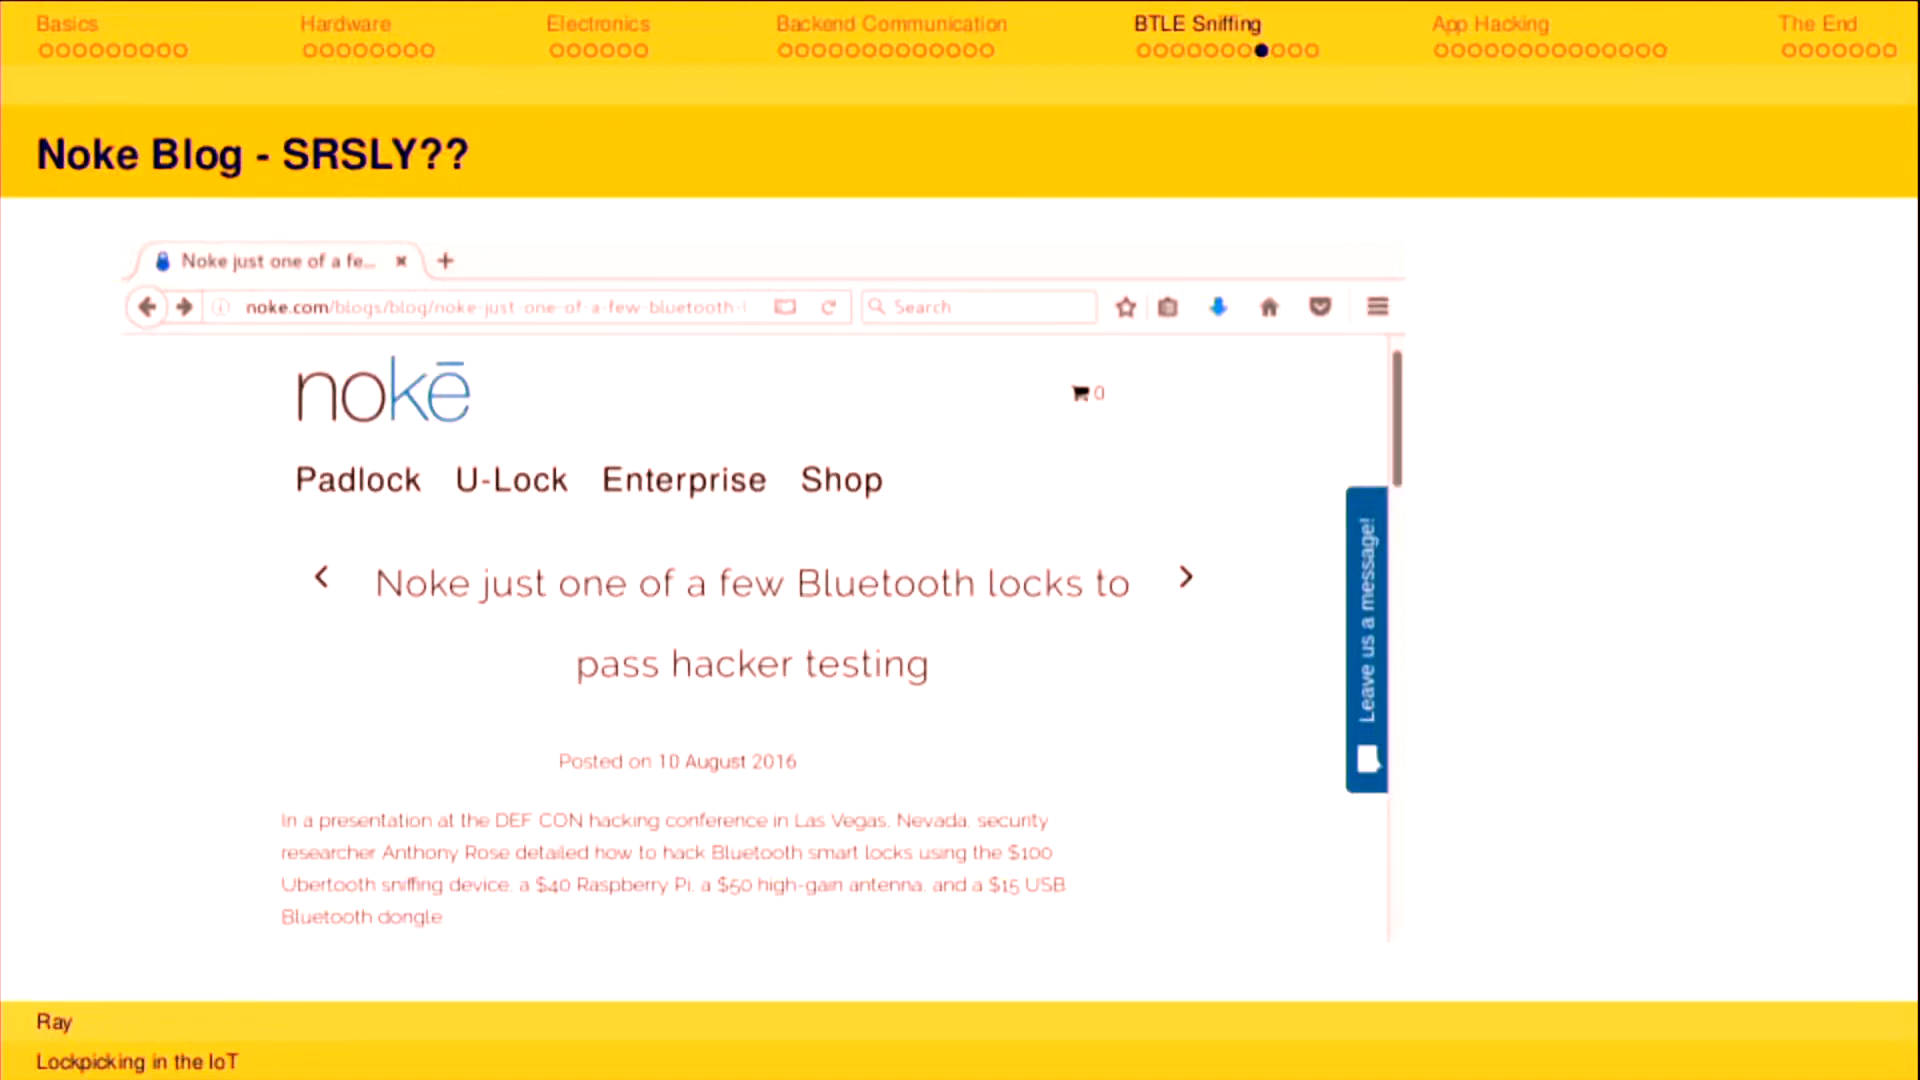 Basics Hardware Electronics Backend Communication BTLE Sniffing App Hacking The End
Noke Blog - SRSLY??
Noke just one of a fe...
noke.com/blogs/blog/noke-just-one-of-a-few-bluetooth-l
Search
nokē
0
Padlock U-Lock Enterprise Shop
Noke just one of a few Bluetooth locks to
pass hacker testing
Leave us a message!
Posted on 10 August 2016
In a presentation at the DEF CON hacking conference in Las Vegas, Nevada, security
researcher Anthony Rose detailed how to hack Bluetooth smart locks using the $100
Ubertooth sniffing device, a $40 Raspberry Pi, a $50 high-gain antenna, and a $15 USB
Bluetooth dongle
Ray
Lockpicking in the IoT